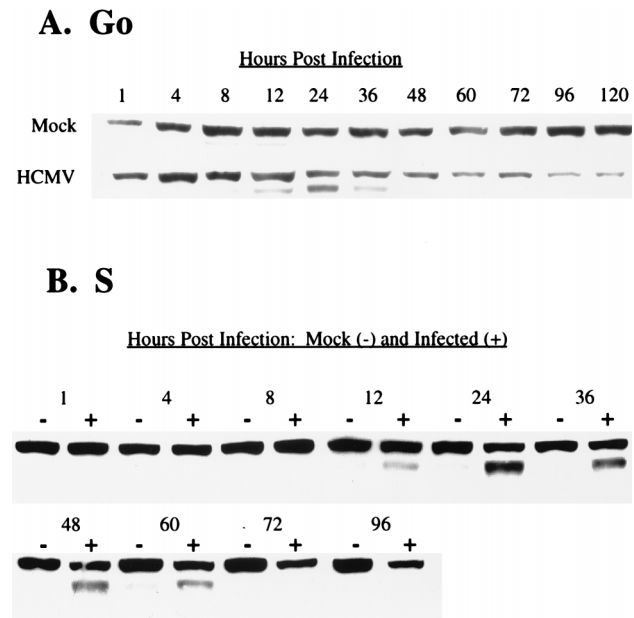 A. Go
Hours Post Infection
1 4 8 12 24 36 48 60 72 96 120
Mock
HCMV
B. S
Hours Post Infection: Mock (-) and Infected (+)
1 4 8 12 24 36
- + - + - + - + - + - +
48 60 72 96
- + - + - + - +